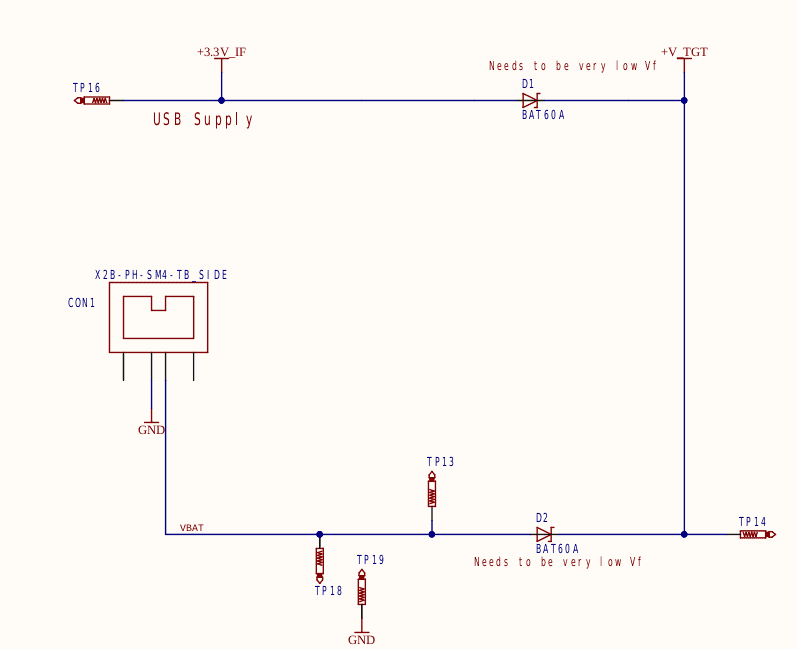 +3.3V_IF
+V_TGT
Needs to be very low Vf
TP16
D1
USB Supply
BAT60A
X2B-PH-SM4-TB_SIDE
CON1
GND
TP13
VBAT
D2
TP14
BAT60A
TP19
Needs to be very low Vf
TP18
GND